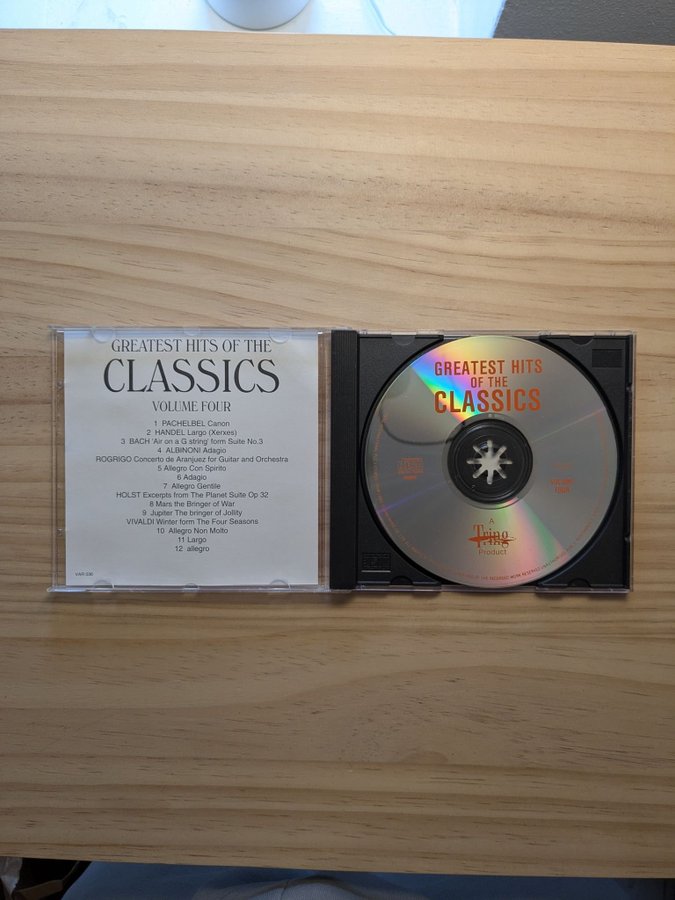 GREATEST HITS OF THE
CLASSICS
VOLUME FOUR
1 PACHELBEL Canon
2 HANDEL Largo (Xerxes)
3 BACH 'Air on a G string' form Suite No.3
4 ALBINONI Adagio
ROGRIGO Concerto de Aranjuez for Guitar and Orchestra
5 Allegro Con Spirito
6 Adagio
7 Allegro Gentile
HOLST Excerpts from The Planet Suite Op 32
8 Mars the Bringer of War
9 Jupiter The bringer of Jollity
VIVALDI Winter form The Four Seasons
10 Allegro Non Molto
11 Largo
12 allegro
GREATEST HITS
OF THE
CLASSICS
VOLUME
FOUR
A
Tring
Product